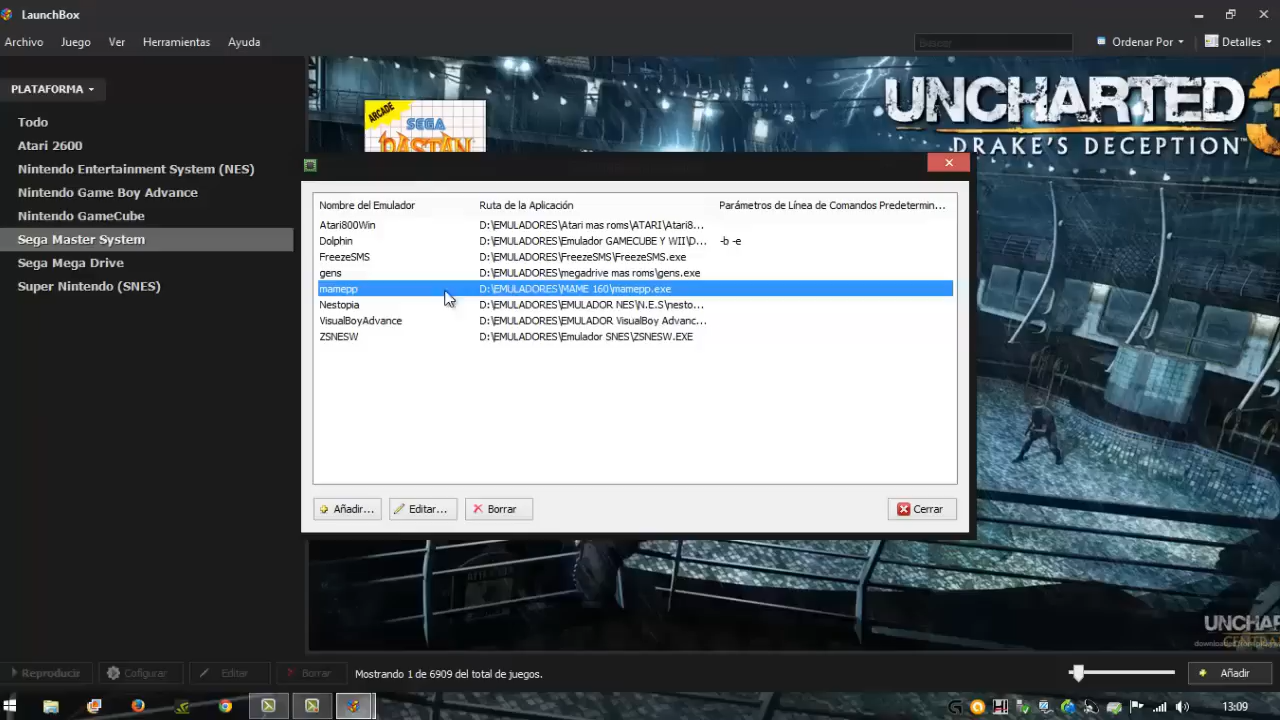 LaunchBox
Archivo Juego Ver Herramientas Ayuda
Buscar
Ordenar Por
Detalles
PLATAFORMA
Todo
Atari 2600
Nintendo Entertainment System (NES)
Nintendo Game Boy Advance
Nintendo GameCube
Sega Master System
Sega Mega Drive
Super Nintendo (SNES)
ARCADE
SEGA
RASTAN
UNCHARTED 3
DRAKE'S DECEPTION™
Nombre del Emulador Ruta de la Aplicación Parámetros de Línea de Comandos Predetermin...
Atari800Win D:\EMULADORES\Atari mas roms\ATARI\Atari8...
Dolphin D:\EMULADORES\Emulador GAMECUBE Y WII\D... -b -e
FreezeSMS D:\EMULADORES\FreezeSMS\FreezeSMS.exe
gens D:\EMULADORES\megadrive mas roms\gens.exe
mamepp D:\EMULADORES\MAME 160\mamepp.exe
Nestopia D:\EMULADORES\EMULADOR NES\N.E.S\nesto...
VisualBoyAdvance D:\EMULADORES\EMULADOR VisualBoy Advanc...
ZSNESW D:\EMULADORES\Emulador SNES\ZSNESW.EXE
Añadir... Editar... Borrar Cerrar
UNCHARTED
Reproducir Cofigurar Editar Borrar Mostrando 1 de 6909 del total de juegos. Añadir
13:09